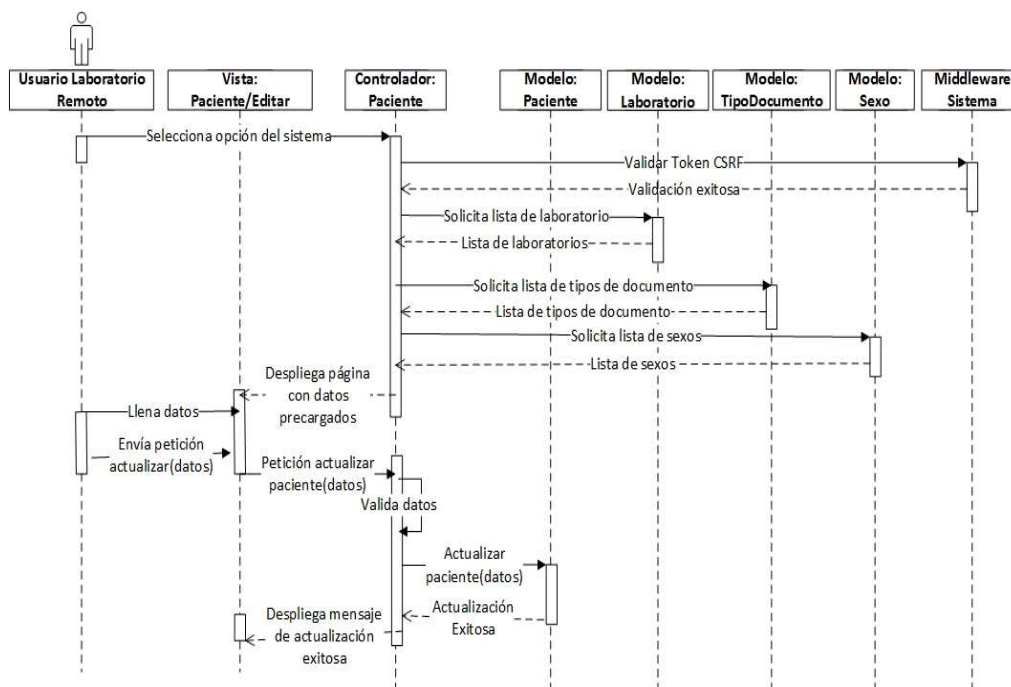 Usuario Laboratorio
Remoto
Vista:
Paciente/Editar
Controlador:
Paciente
Modelo:
Paciente
Modelo:
Laboratorio
Modelo:
TipoDocumento
Modelo:
Sexo
Middleware
Sistema
Selecciona opción del sistema
Validar Token CSRF
Validación exitosa
Solicita lista de laboratorio
Lista de laboratorios
Solicita lista de tipos de documento
Lista de tipos de documento
Solicita lista de sexos
Lista de sexos
Despliega página
con datos
precargados
Llena datos
Envía petición
actualizar(datos)
Petición actualizar
paciente(datos)
Valida datos
Actualizar
paciente(datos)
Actualización
Exitosa
Despliega mensaje
de actualización
exitosa